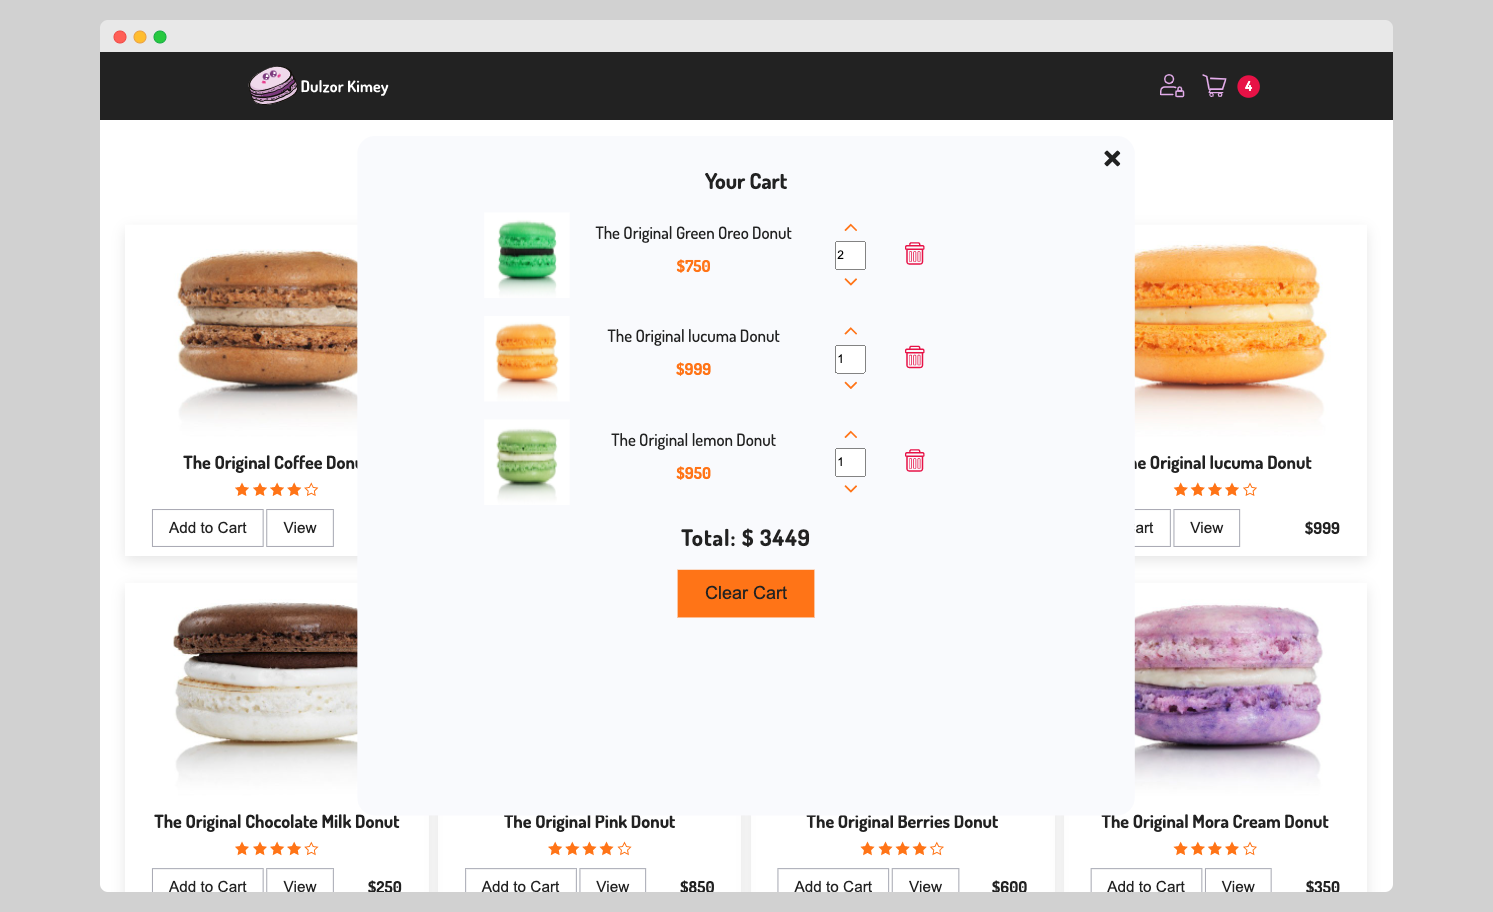 Dulzor Kimey
4
Your Cart
The Original Green Oreo Donut
$750
2
The Original lucuma Donut
$999
1
The Original lemon Donut
$950
1
Total: $ 3449
Clear Cart
The Original Coffee Donu
Add to Cart
View
he Original lucuma Donut
art
View
$999
The Original Chocolate Milk Donut
Add to Cart
View
$250
The Original Pink Donut
Add to Cart
View
$850
The Original Berries Donut
Add to Cart
View
$600
The Original Mora Cream Donut
Add to Cart
View
$350